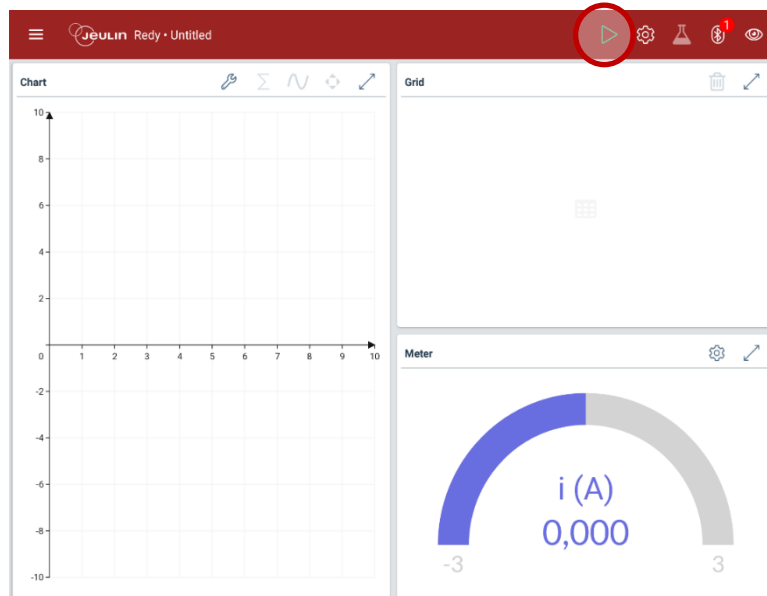 Jeulin Redy • Untitled
1
Chart
10
8
6
4
2
0 1 2 3 4 5 6 7 8 9 10
-2
-4
-6
-8
-10
Grid
Meter
i (A)
0,000
-3 3